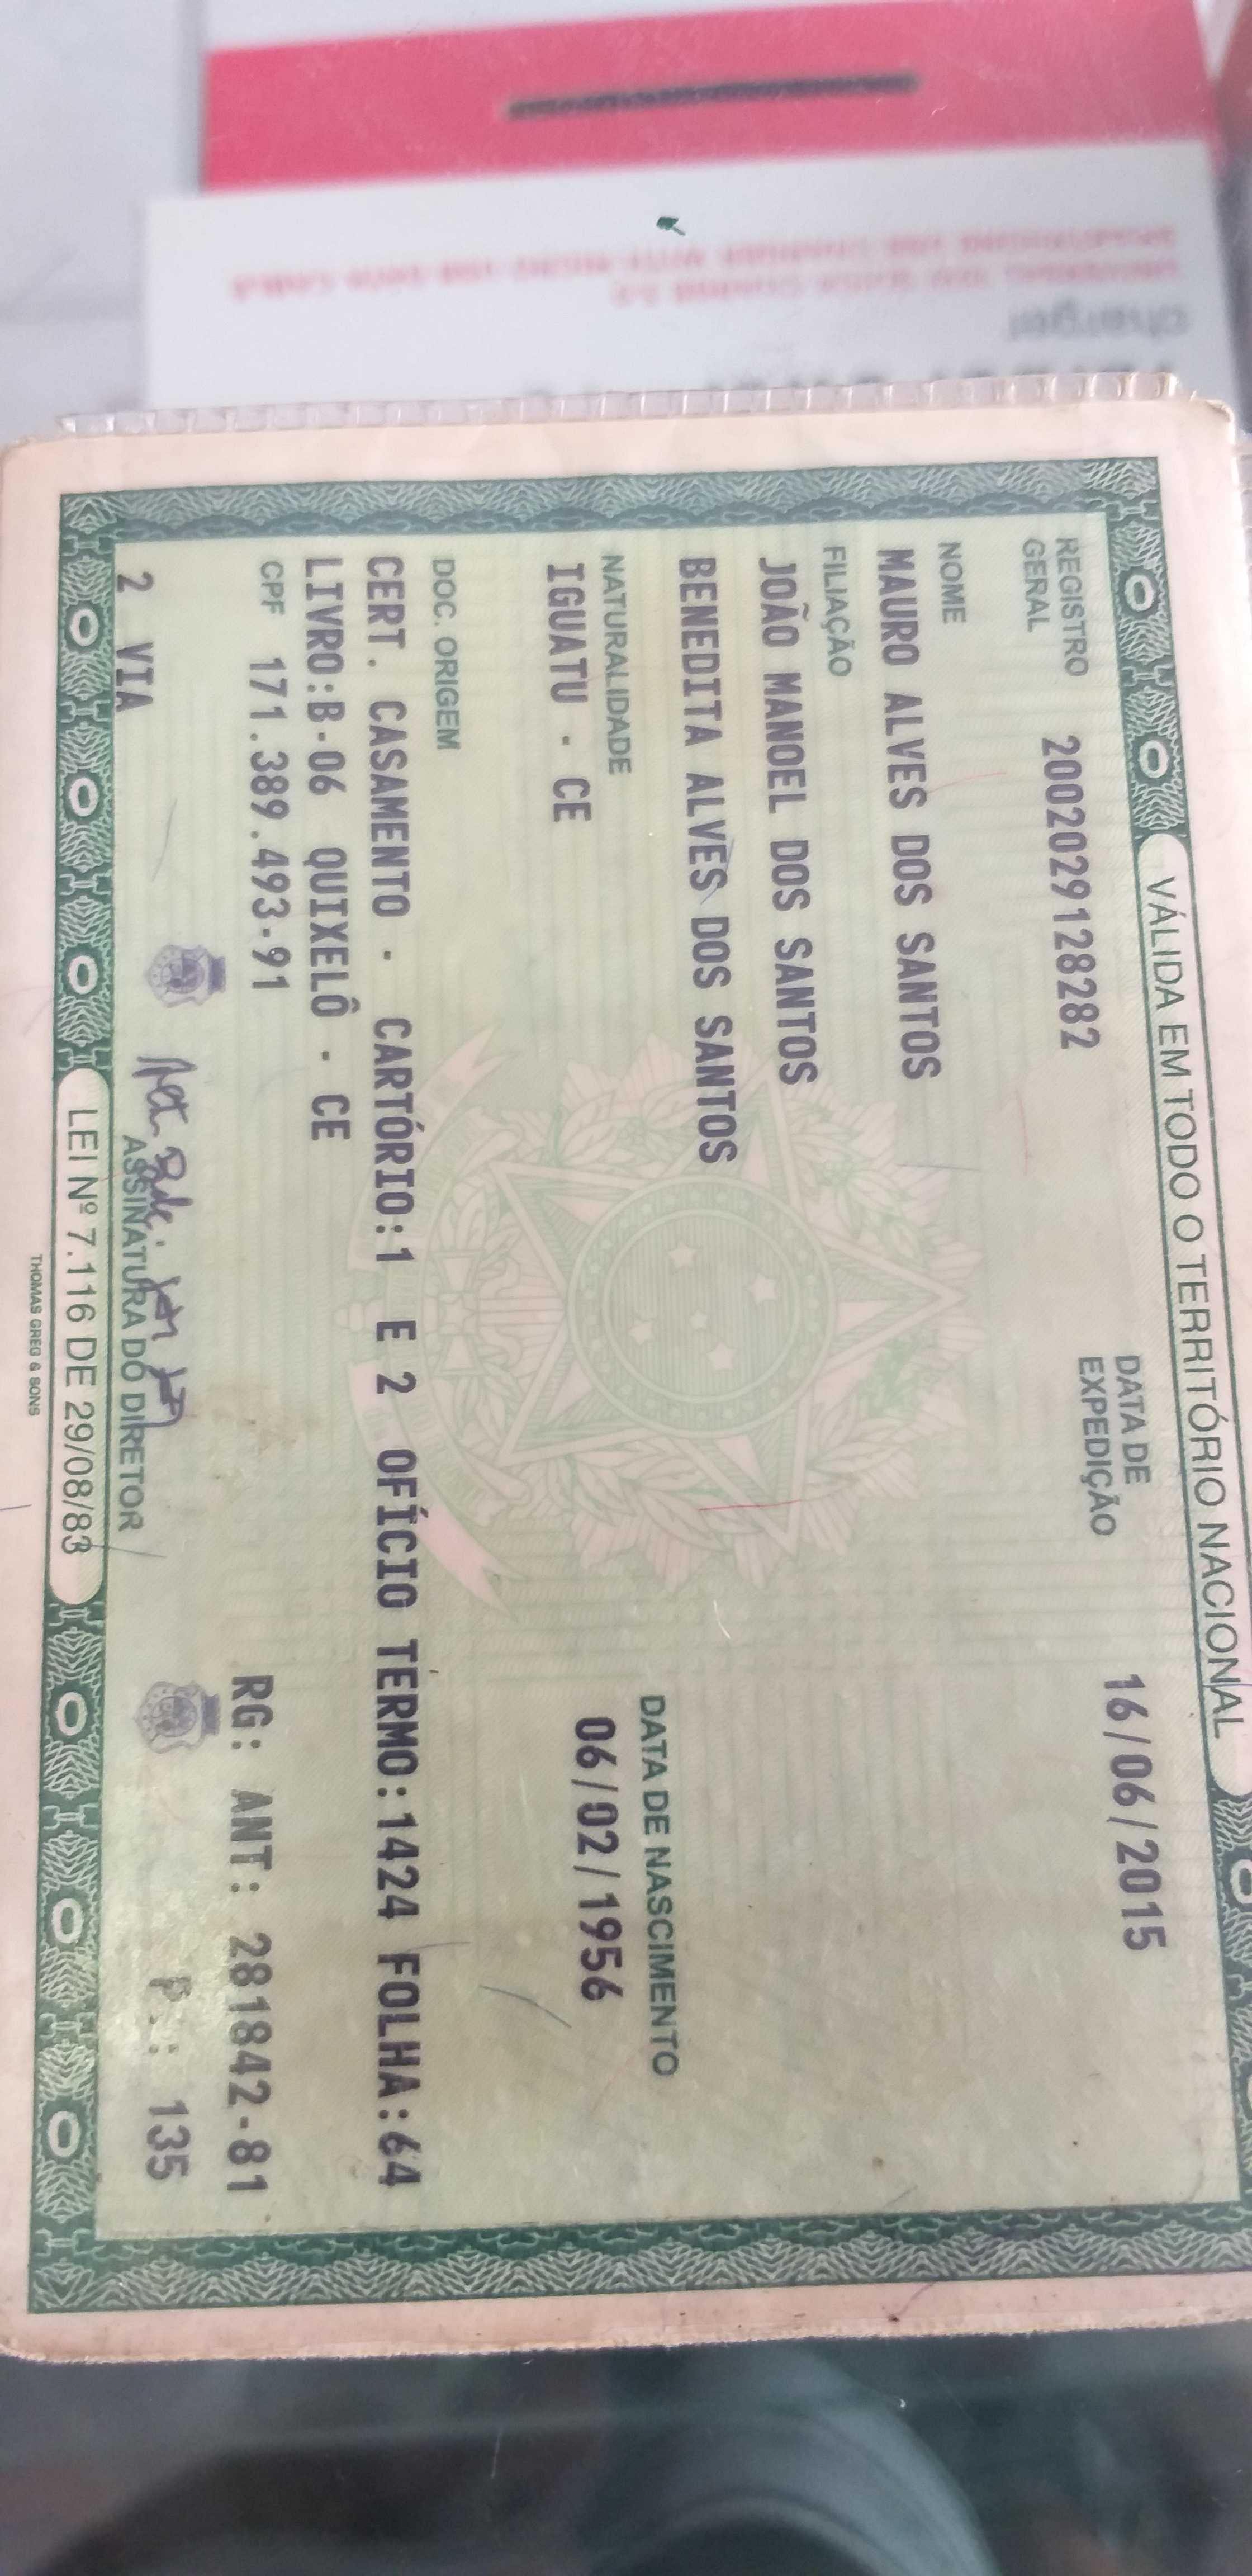 VÁLIDA EM TODO O TERRITÓRIO NACIONAL
REGISTRO GERAL 2002029128282 DATA DE EXPEDIÇÃO 16/06/2015
NOME
MAURO ALVES DOS SANTOS
FILIAÇÃO
JOÃO MANOEL DOS SANTOS
BENEDITA ALVES DOS SANTOS
NATURALIDADE DATA DE NASCIMENTO
IGUATU - CE 06/02/1956
DOC. ORIGEM
CERT. CASAMENTO - CARTÓRIO:1 E 2 OFÍCIO TERMO:1424 FOLHA:64
LIVRO:B-06 QUIXELÔ - CE
CPF 171.389.493-91 RG: ANT: 281842-81
2 VIA 135
ASSINATURA DO DIRETOR
LEI Nº 7.116 DE 29/08/83
THOMAS GREG & SONS
charger